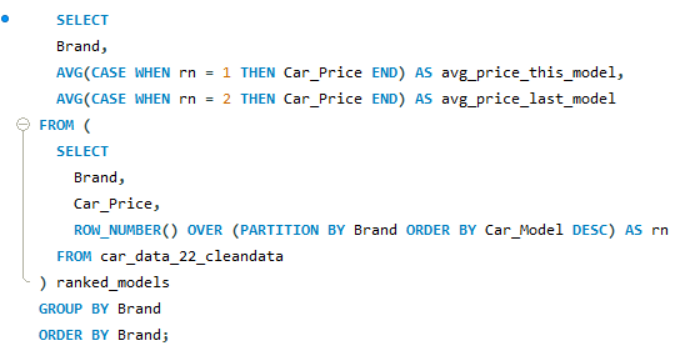 SELECT
Brand,
AVG(CASE WHEN rn = 1 THEN Car_Price END) AS avg_price_this_model,
AVG(CASE WHEN rn = 2 THEN Car_Price END) AS avg_price_last_model
FROM (
SELECT
Brand,
Car_Price,
ROW_NUMBER() OVER (PARTITION BY Brand ORDER BY Car_Model DESC) AS rn
FROM car_data_22_cleandata
) ranked_models
GROUP BY Brand
ORDER BY Brand;